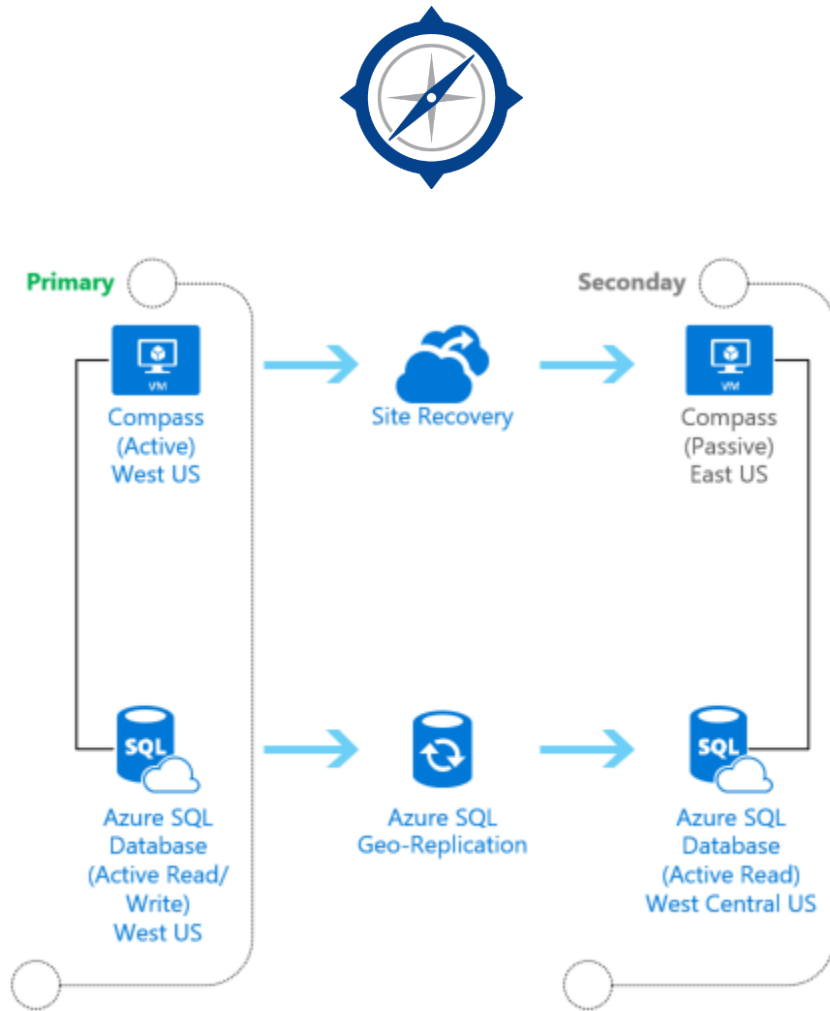 Primary
Seconday
VM
Compass
(Active)
West US
Site Recovery
VM
Compass
(Passive)
East US
SQL
Azure SQL
Database
(Active Read/
Write)
West US
Azure SQL
Geo-Replication
SQL
Azure SQL
Database
(Active Read)
West Central US